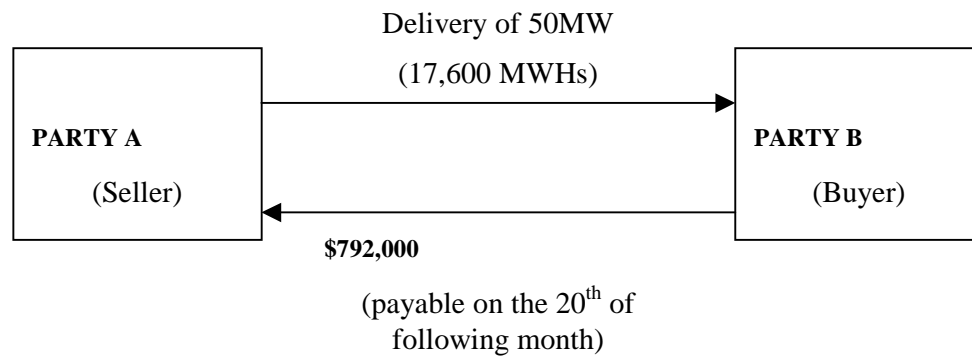 Delivery of 50MW
(17,600 MWHs)
PARTY A
(Seller)
PARTY B
(Buyer)
$792,000
(payable on the 20th of
following month)